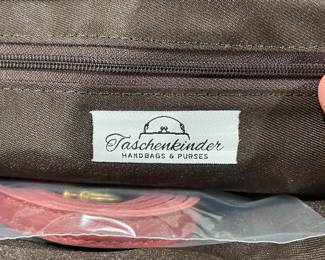 Taschenkinder
HANDBAGS & PURSES